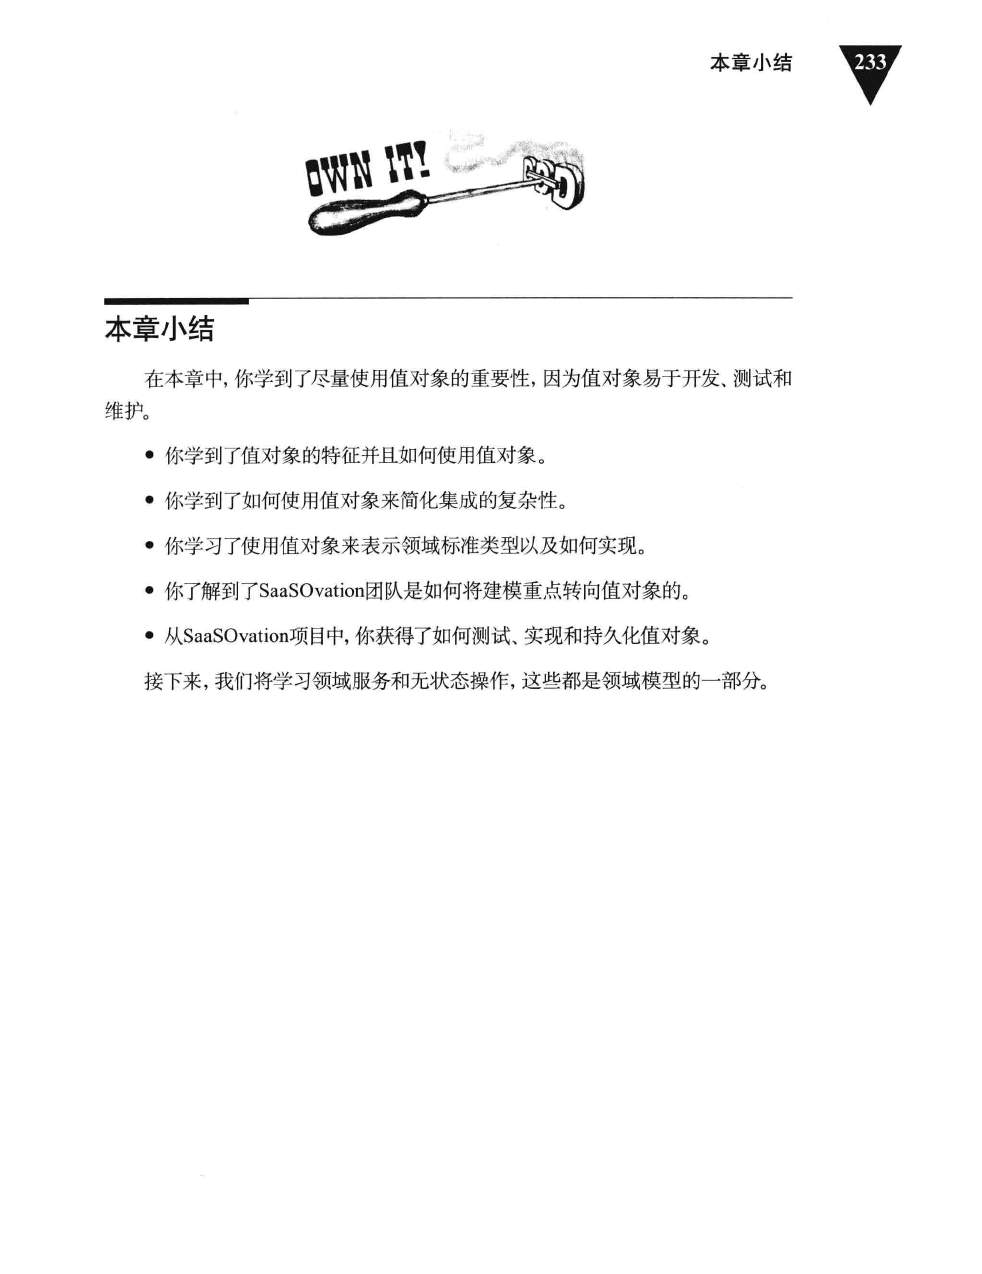 本章小结
233
OWN IT!
DDD
本章小结
在本章中, 你学到了尽量使用值对象的重要性, 因为值对象易于开发、测试和
维护。
● 你学到了值对象的特征并且如何使用值对象。
● 你学到了如何使用值对象来简化集成的复杂性。
● 你学习了使用值对象来表示领域标准类型以及如何实现。
● 你了解到了SaaSOvation团队是如何将建模重点转向值对象的。
● 从SaaSOvation项目中, 你获得了如何测试、实现和持久化值对象。
接下来, 我们将学习领域服务和无状态操作, 这些都是领域模型的一部分。